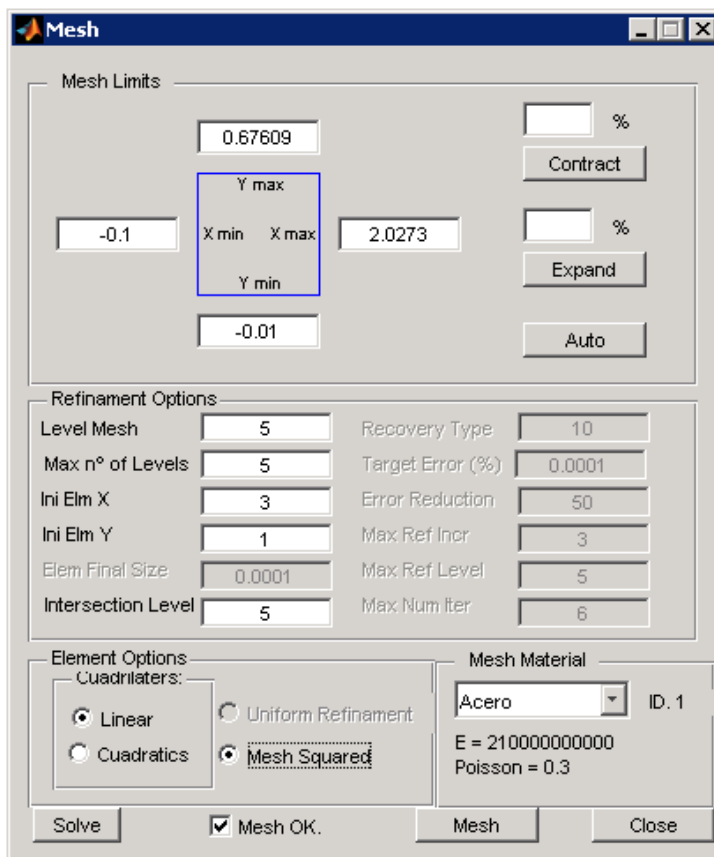 Mesh
Mesh Limits
0.67609
%
Contract
Y max
-0.1
X min X max
2.0273
%
Y min
Expand
-0.01
Auto
Refinament Options
Level Mesh 5 Recovery Type 10
Max nº of Levels 5 Target Error (%) 0.0001
Ini Elm X 3 Error Reduction 50
Ini Elm Y 1 Max Ref Incr 3
Elem Final Size 0.0001 Max Ref Level 5
Intersection Level 5 Max Num Iter 6
Element Options
Cuadrilaters:
Linear
Cuadratics
Uniform Refinament
Mesh Squared
Mesh Material
Acero ID. 1
E = 210000000000
Poisson = 0.3
Solve Mesh OK. Mesh Close